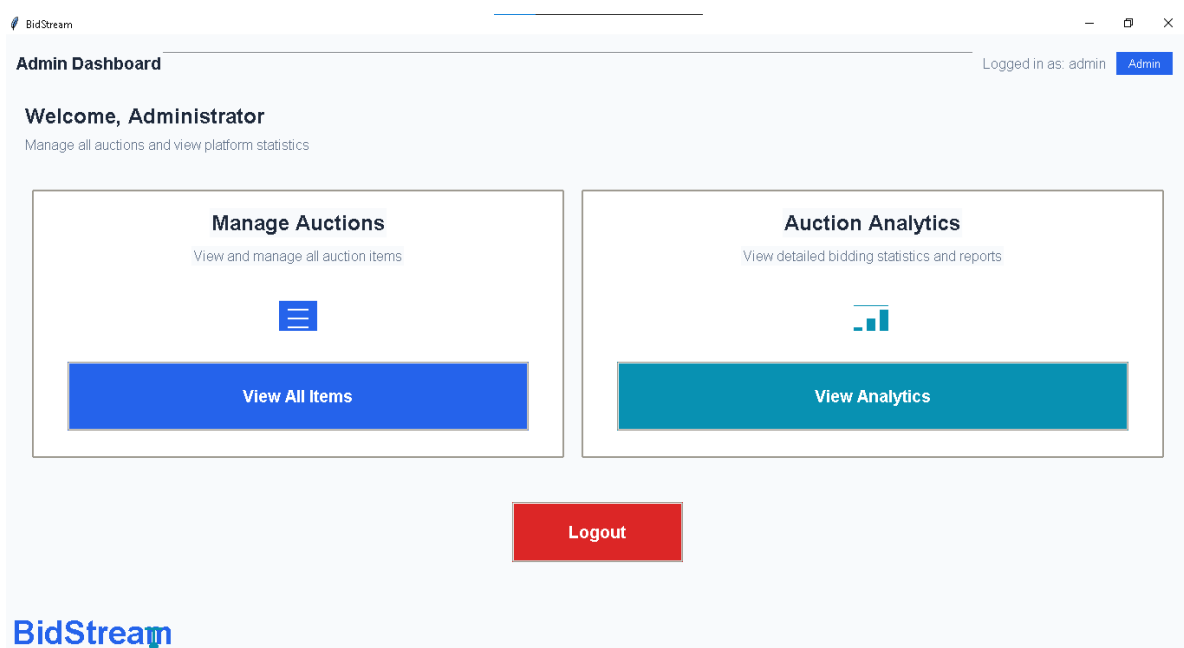 BidStream
Admin Dashboard
Logged in as: admin
Admin
Welcome, Administrator
Manage all auctions and view platform statistics
Manage Auctions
View and manage all auction items
View All Items
Auction Analytics
View detailed bidding statistics and reports
View Analytics
Logout
BidStream